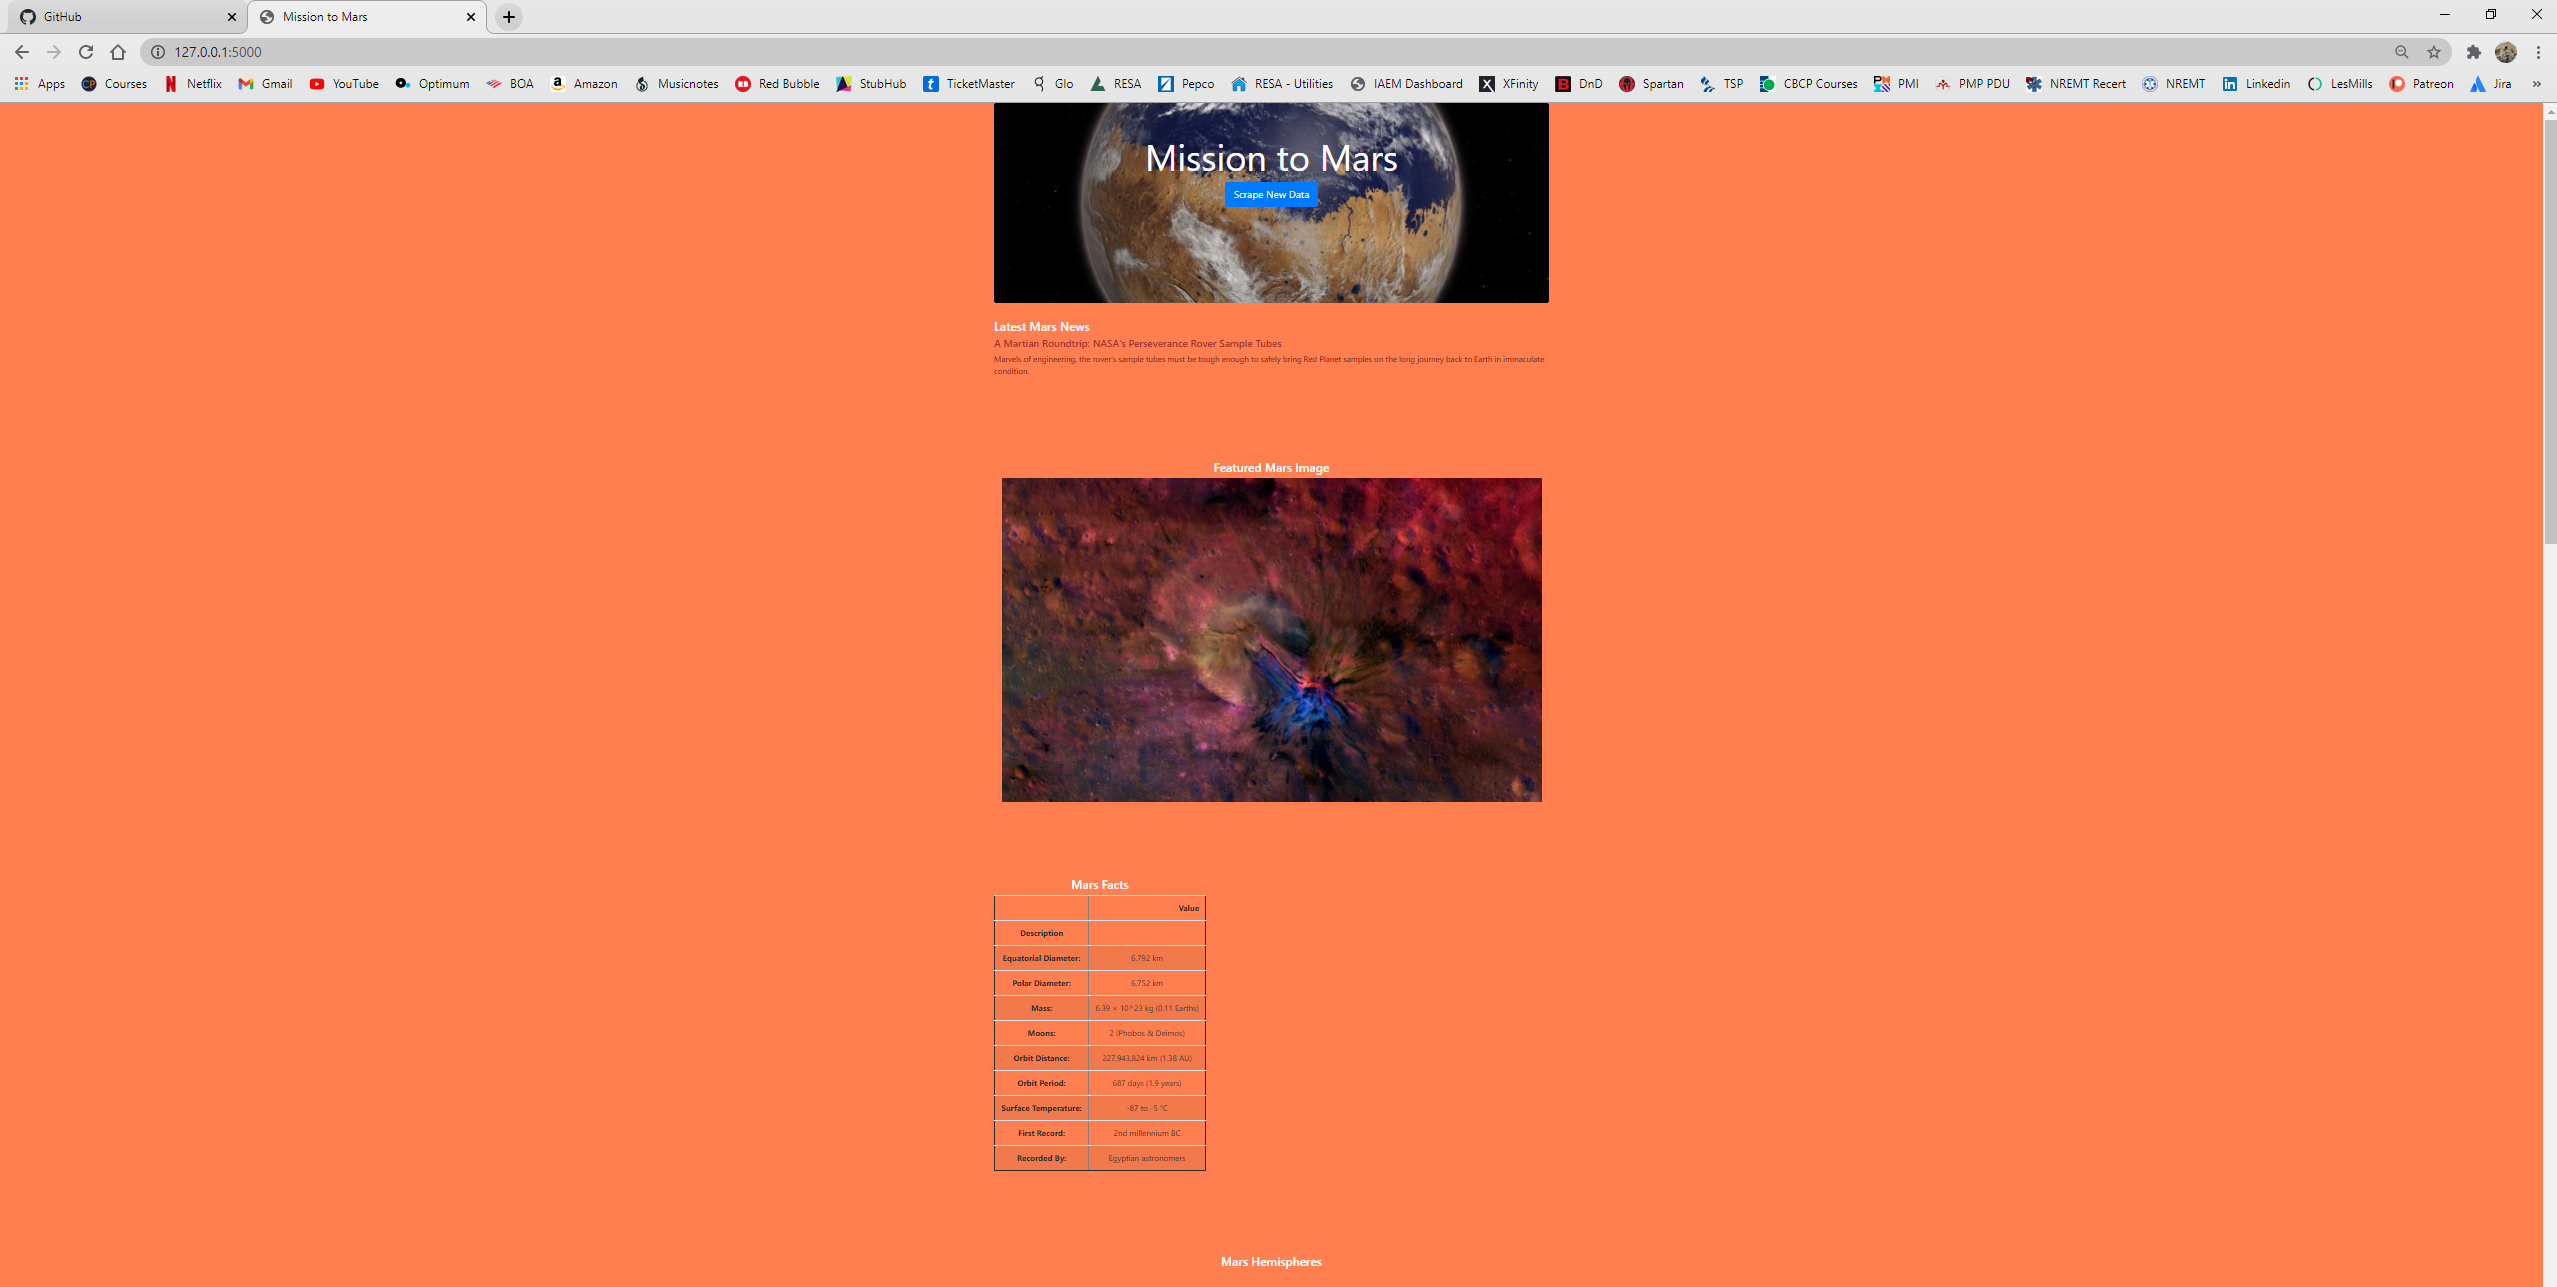 GitHub
Mission to Mars
127.0.0.1:5000
Apps Courses Netflix Gmail YouTube Optimum BOA Amazon Musicnotes Red Bubble StubHub TicketMaster Glo RESA Pepco RESA - Utilities IAEM Dashboard XFinity DnD Spartan TSP CBCP Courses PMI PMP PDU NREMT Recert NREMT Linkedin LesMills Patreon Jira »
Mission to Mars
Scrape New Data
Latest Mars News
A Martian Roundtrip: NASA's Perseverance Rover Sample Tubes
Marvels of engineering, the rover's sample tubes must be tough enough to safely bring Red Planet samples on the long journey back to Earth in immaculate
condition.
Featured Mars Image
Mars Facts
Value
Description
Equatorial Diameter: 6,792 km
Polar Diameter: 6,752 km
Mass: 6.39 × 10^23 kg (0.11 Earths)
Moons: 2 (Phobos & Deimos)
Orbit Distance: 227,943,824 km (1.38 AU)
Orbit Period: 687 days (1.9 years)
Surface Temperature: -87 to -5 °C
First Record: 2nd millennium BC
Recorded By: Egyptian astronomers
Mars Hemispheres